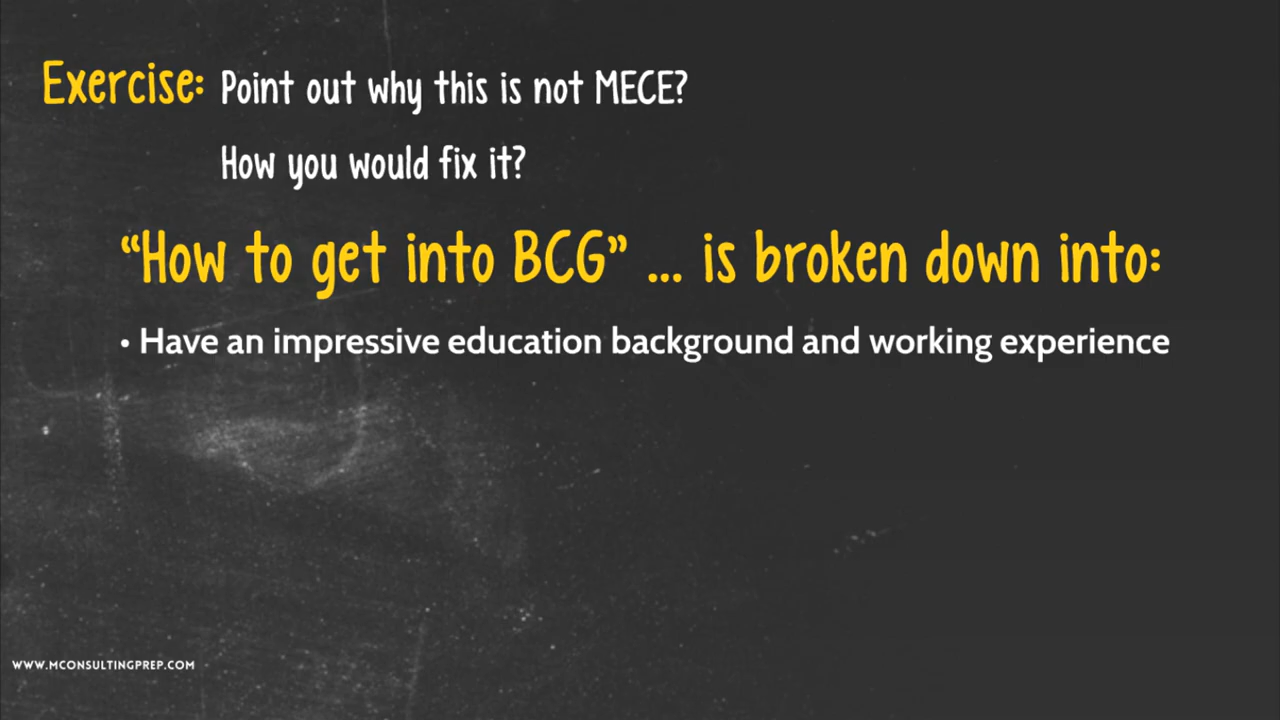 Exercise: Point out why this is not MECE?
How you would fix it?
“How to get into BCG” ... is broken down into:
• Have an impressive education background and working experience
WWW.MCONSULTINGPREP.COM